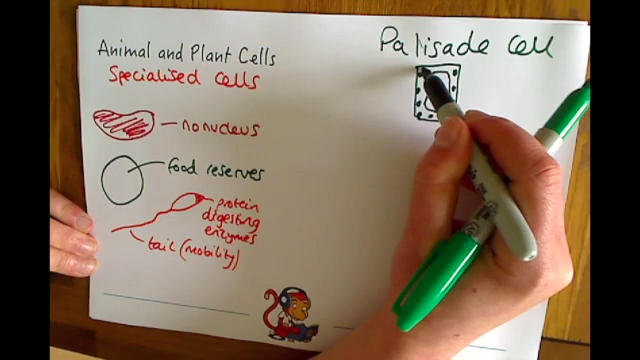 Animal and Plant Cells
Specialised cells
no nucleus
food reserves
protein
digesting
enzymes
tail (mobility)
Palisade cell